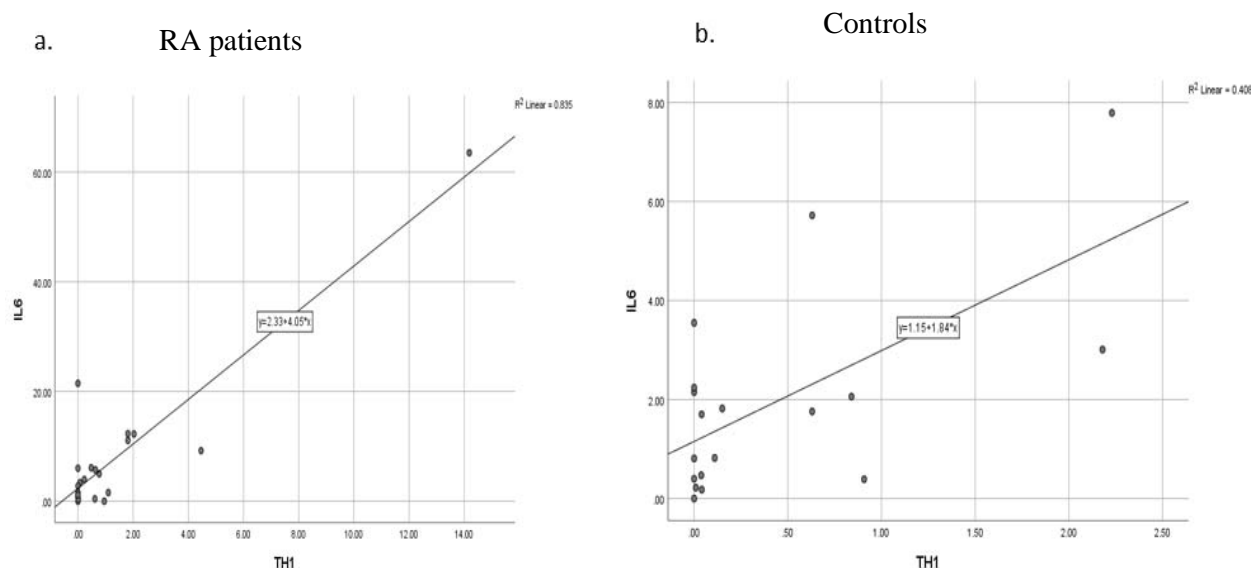 a. RA patients
R² Linear = 0.835
60.00
40.00
20.00
.00
IL6
y=2.33+4.05*x
.00 2.00 4.00 6.00 8.00 10.00 12.00 14.00
TH1
b. Controls
R² Linear = 0.408
8.00
6.00
4.00
2.00
.00
IL6
y=1.15+1.84*x
.00 .50 1.00 1.50 2.00 2.50
TH1